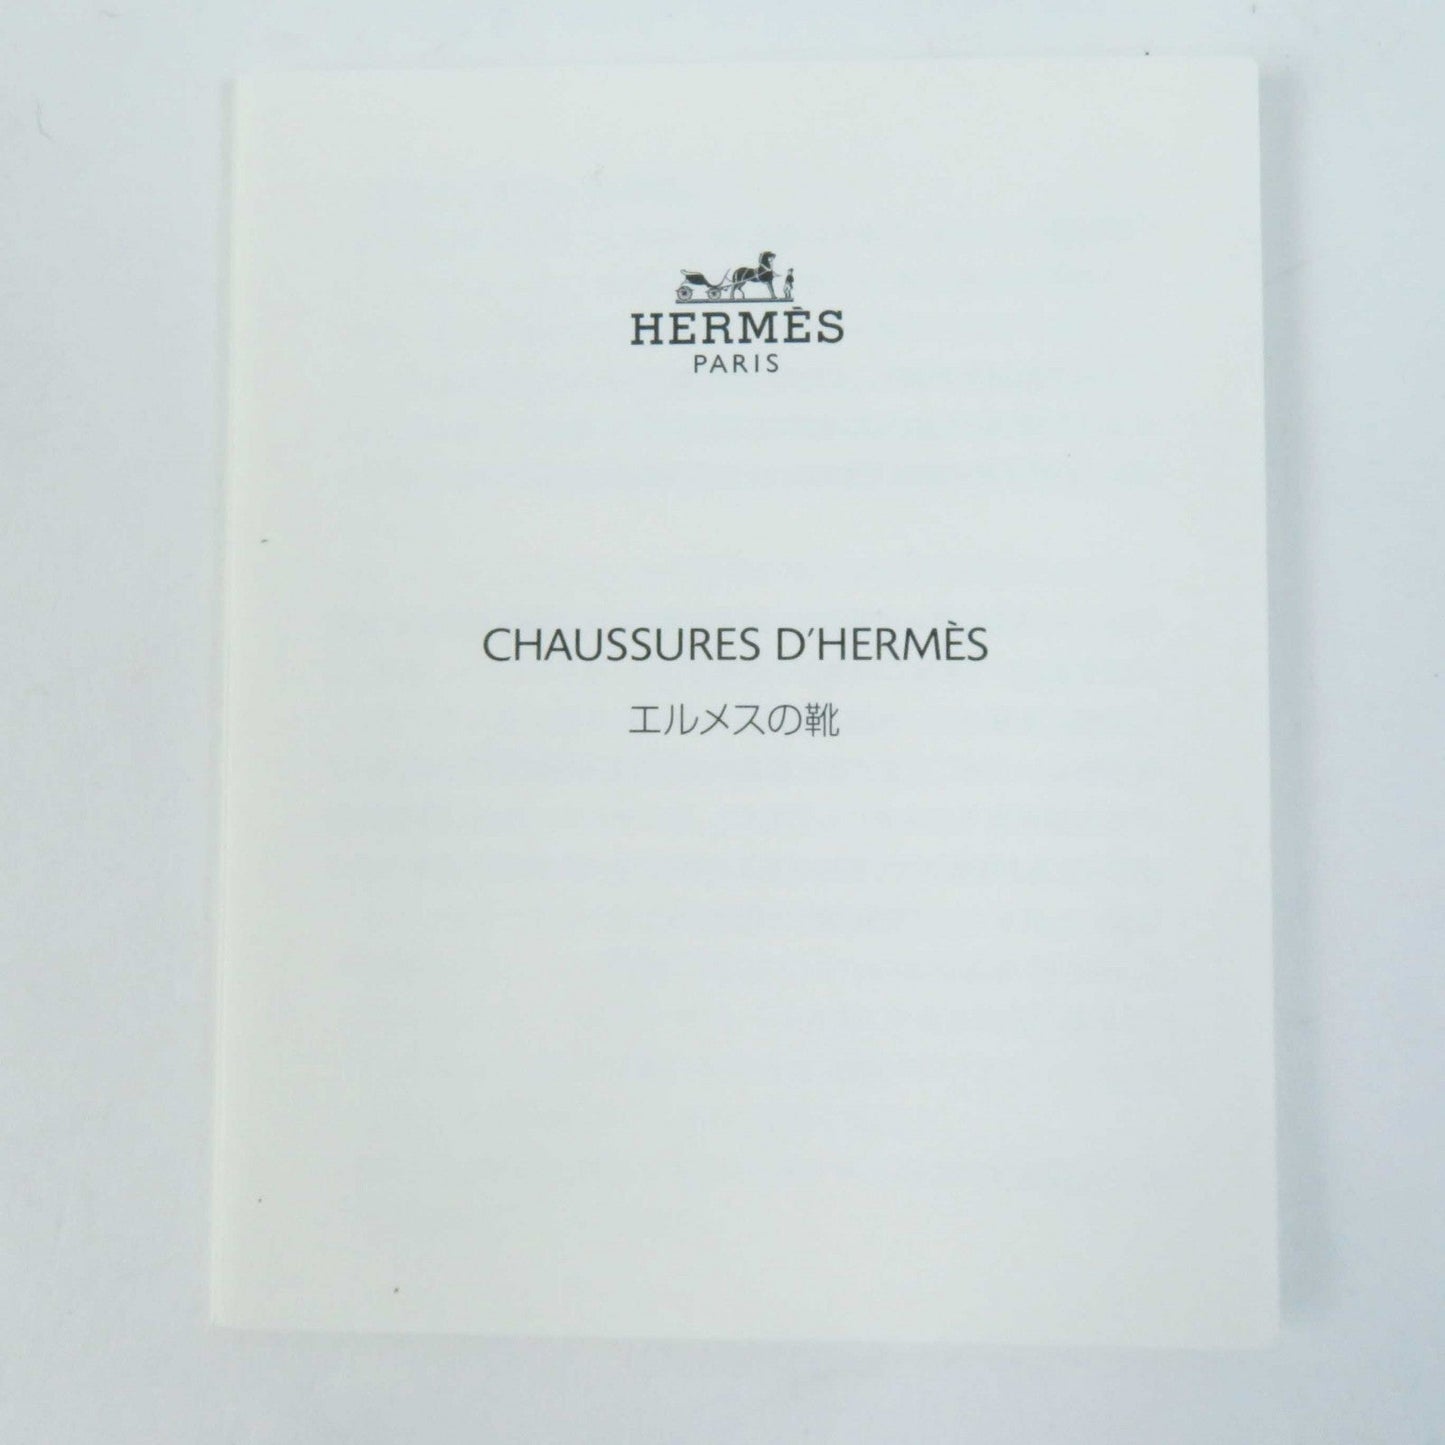 HERMÈS
PARIS
CHAUSSURES D'HERMÈS
エルメスの靴